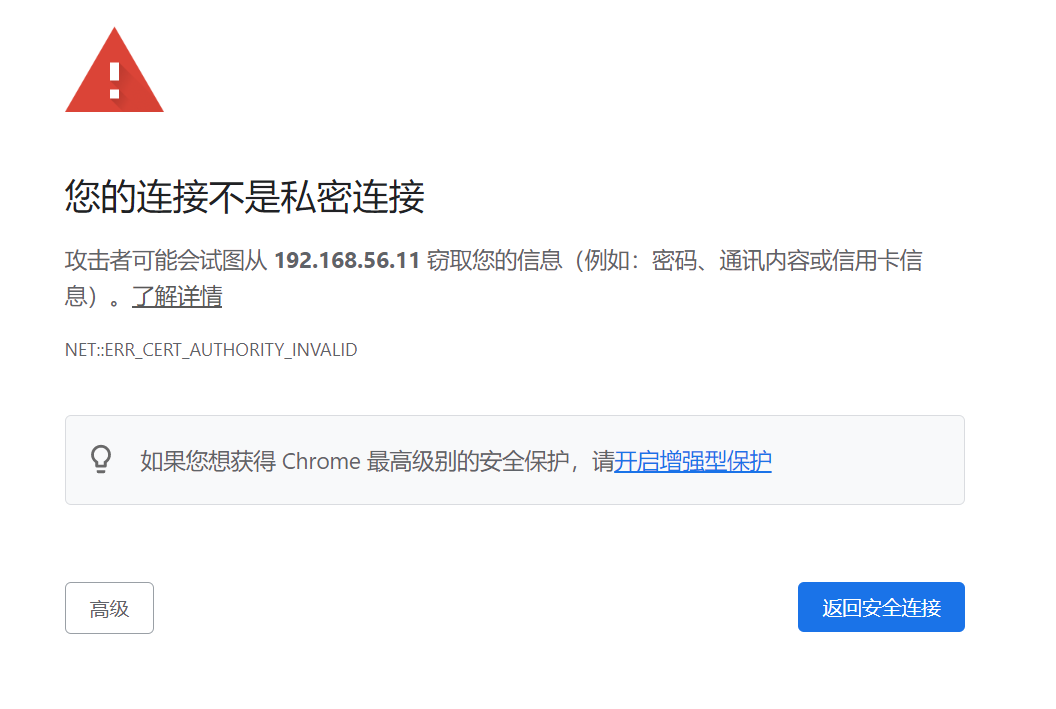 您的连接不是私密连接
攻击者可能会试图从 192.168.56.11 窃取您的信息（例如：密码、通讯内容或信用卡信
息）。了解详情
NET::ERR_CERT_AUTHORITY_INVALID
如果您想获得 Chrome 最高级别的安全保护，请开启增强型保护
高级
返回安全连接